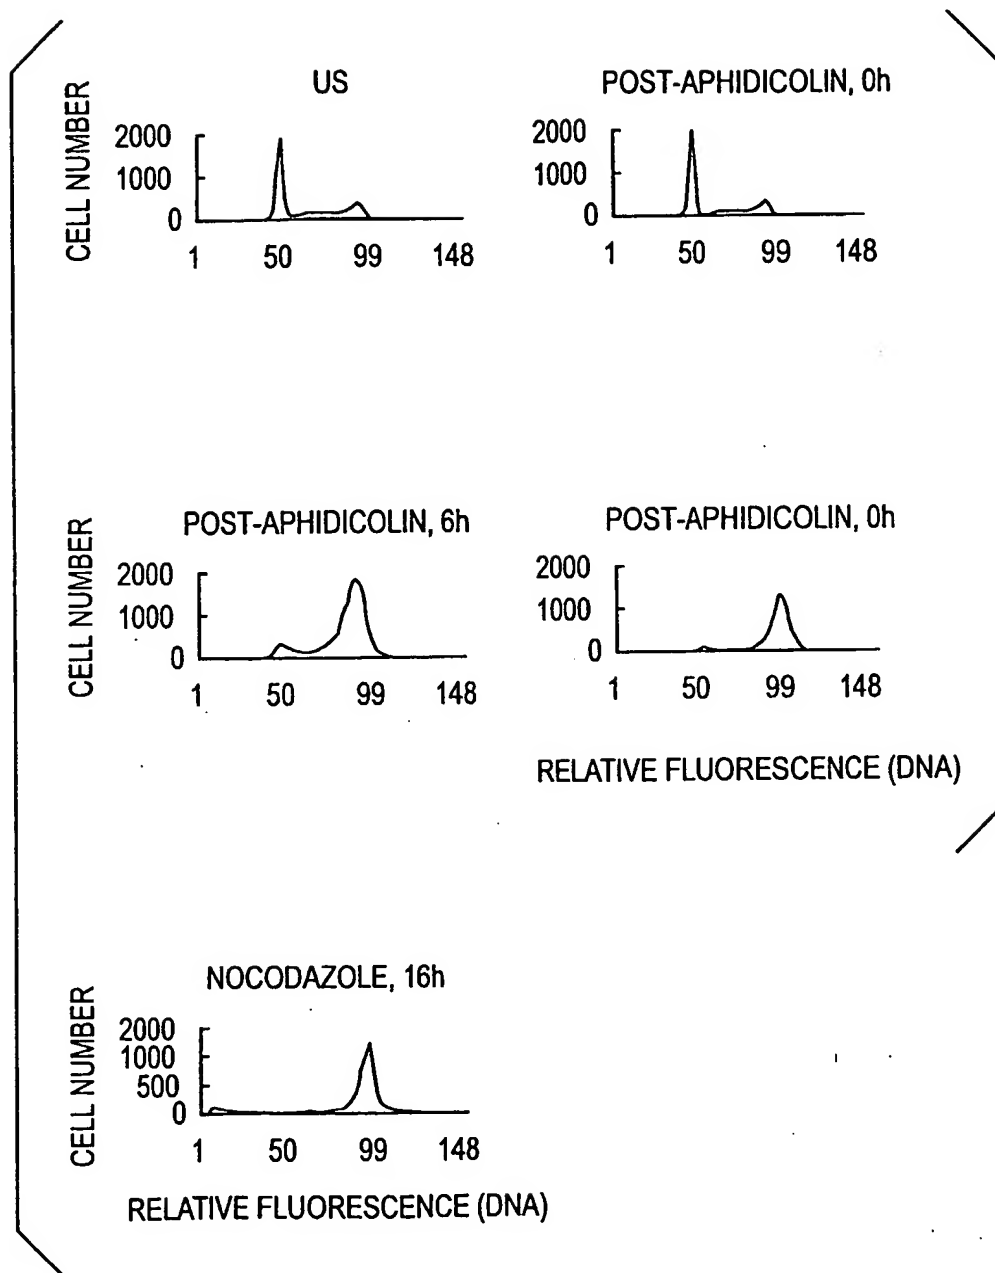 US
CELL NUMBER
2000
1000
0
1 50 99 148
POST-APHIDICOLIN, 0h
2000
1000
0
1 50 99 148
POST-APHIDICOLIN, 6h
CELL NUMBER
2000
1000
0
1 50 99 148
POST-APHIDICOLIN, 0h
2000
1000
0
1 50 99 148
RELATIVE FLUORESCENCE (DNA)
NOCODAZOLE, 16h
CELL NUMBER
2000
1000
500
0
1 50 99 148
RELATIVE FLUORESCENCE (DNA)